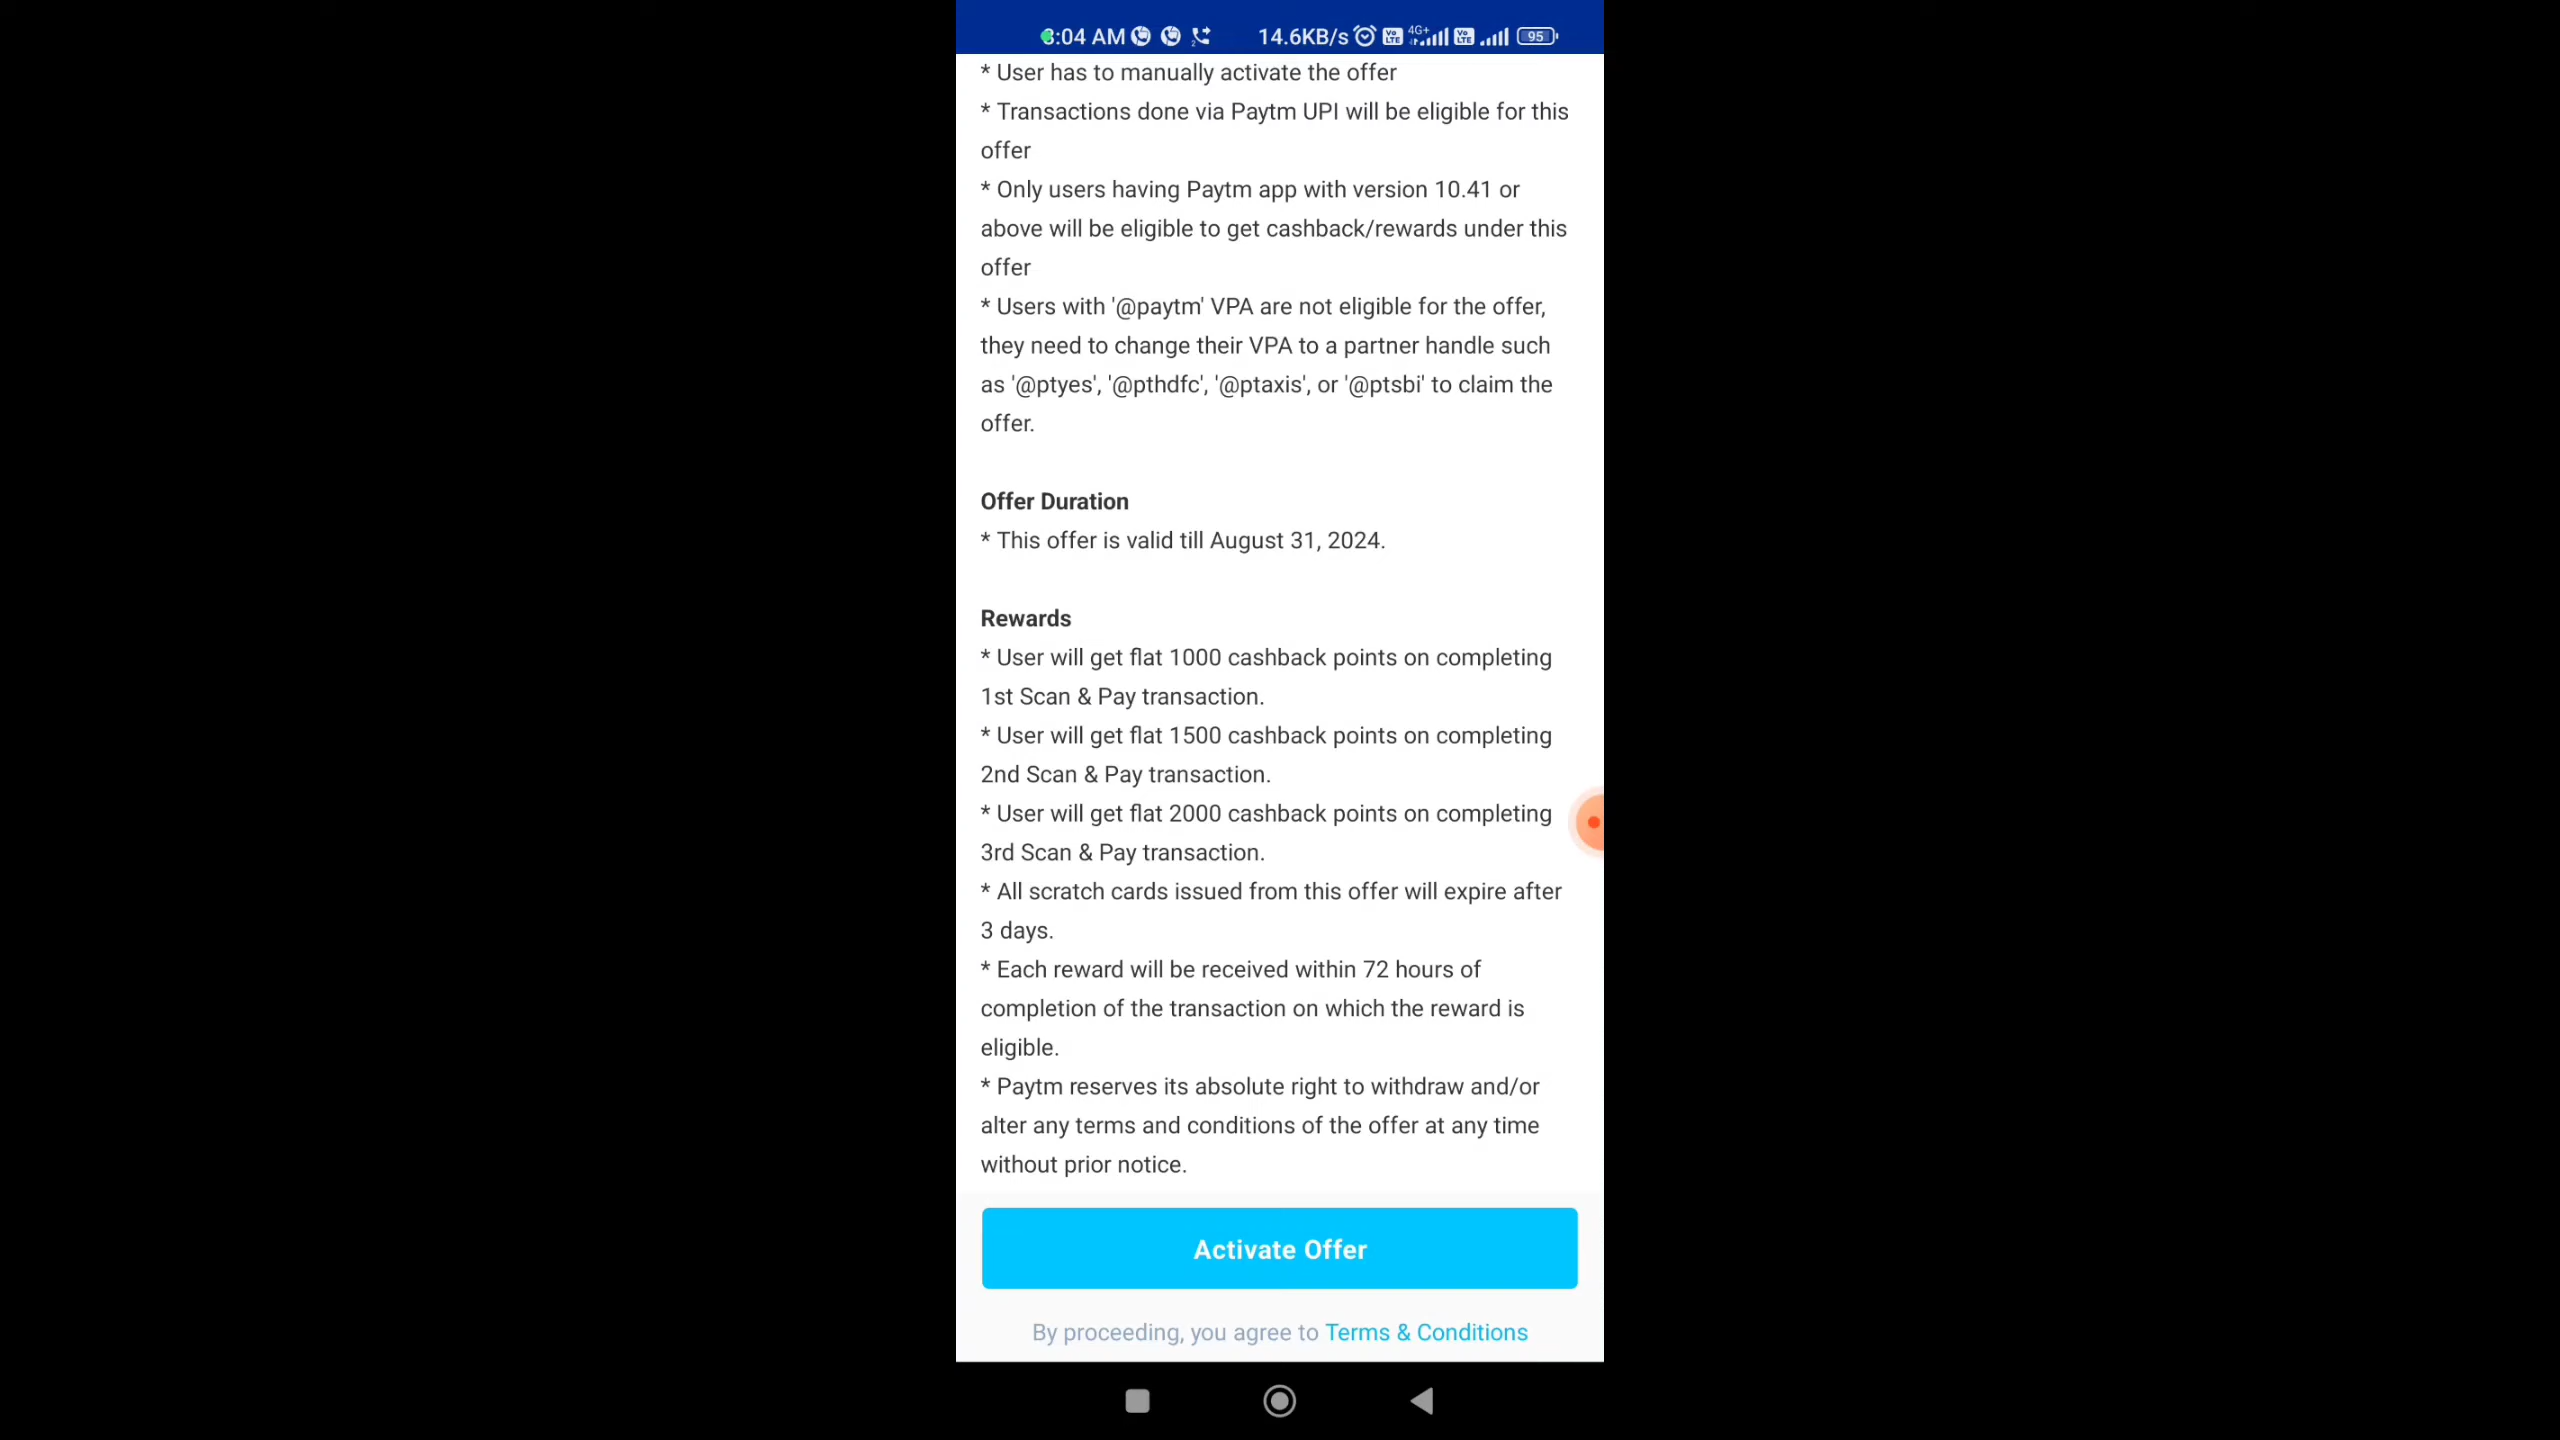 :04 AM 14.6KB/s 4G+ 95
* User has to manually activate the offer
* Transactions done via Paytm UPI will be eligible for this
offer
* Only users having Paytm app with version 10.41 or
above will be eligible to get cashback/rewards under this
offer
* Users with '@paytm' VPA are not eligible for the offer,
they need to change their VPA to a partner handle such
as '@ptyes', '@pthdfc', '@ptaxis', or '@ptsbi' to claim the
offer.
Offer Duration
* This offer is valid till August 31, 2024.
Rewards
* User will get flat 1000 cashback points on completing
1st Scan & Pay transaction.
* User will get flat 1500 cashback points on completing
2nd Scan & Pay transaction.
* User will get flat 2000 cashback points on completing
3rd Scan & Pay transaction.
* All scratch cards issued from this offer will expire after
3 days.
* Each reward will be received within 72 hours of
completion of the transaction on which the reward is
eligible.
* Paytm reserves its absolute right to withdraw and/or
alter any terms and conditions of the offer at any time
without prior notice.
Activate Offer
By proceeding, you agree to Terms & Conditions